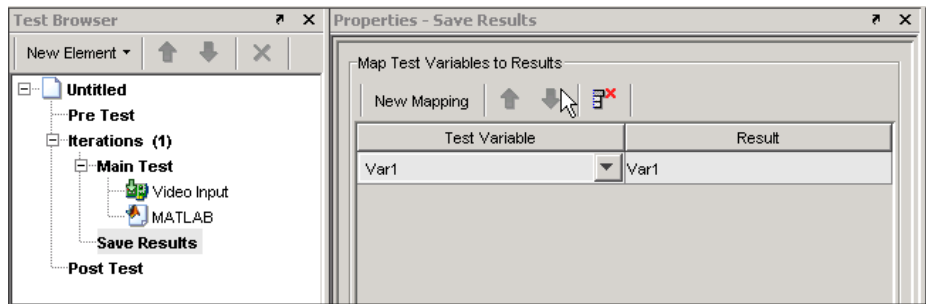 Test Browser
New Element
Untitled
Pre Test
Iterations (1)
Main Test
Video Input
MATLAB
Save Results
Post Test
Properties - Save Results
Map Test Variables to Results
New Mapping
Test Variable Result
Var1 Var1